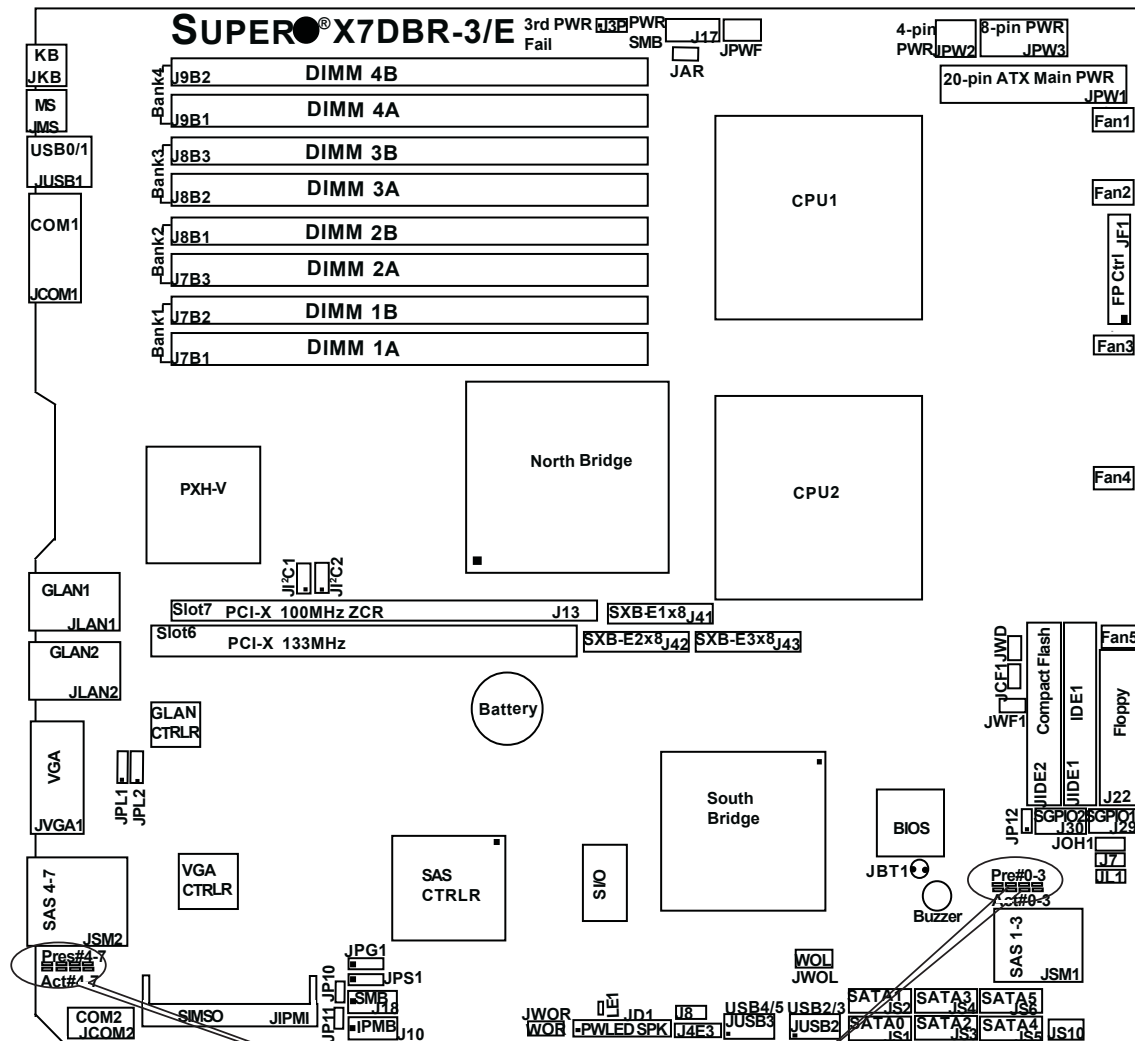 SUPER®X7DBR-3/E
3rd PWR Fail
J3P
PWR SMB
J17
JPWF
JAR
4-pin PWR
JPW2
8-pin PWR
JPW3
20-pin ATX Main PWR
JPW1
KB
JKB
MS
JMS
USB0/1
JUSB1
COM1
JCOM1
Bank4
J9B2
DIMM 4B
J9B1
DIMM 4A
Bank3
J8B3
DIMM 3B
J8B2
DIMM 3A
Bank2
J8B1
DIMM 2B
J7B3
DIMM 2A
Bank1
J7B2
DIMM 1B
J7B1
DIMM 1A
CPU1
Fan1
Fan2
FP Ctrl
JF1
Fan3
PXH-V
North Bridge
CPU2
Fan4
JI²C1
JI²C2
GLAN1
JLAN1
GLAN2
JLAN2
Slot7
PCI-X 100MHz ZCR
J13
Slot6
PCI-X 133MHz
SXB-E1x8
J41
SXB-E2x8
J42
SXB-E3x8
J43
JWD
JCF1
JWF1
Compact Flash
JIDE2
IDE1
JIDE1
Fan5
Floppy
J22
GLAN
CTRLR
Battery
VGA
JVGA1
JPL1
JPL2
South
Bridge
BIOS
JP12
SGPIO2
J30
SGPIO1
J29
JOH1
J7
JL1
JBT1
Buzzer
Pre#0-3
Act#0-3
SAS 4-7
JSM2
VGA
CTRLR
SAS
CTRLR
SI/O
SAS 1-3
JSM1
Pres#4-7
Act#4-7
COM2
JCOM2
SIMSO
JIPMI
JP10
JP11
JPG1
JPS1
SMB
J18
IPMB
J10
JWOR
WOR
LE1
JD1
PWLED SPK
J8
J4E3
USB4/5
JUSB3
USB2/3
JUSB2
WOL
JWOL
SATA1
JS2
SATA3
JS4
SATA5
JS6
SATA0
JS1
SATA2
JS3
SATA4
JS5
JS10